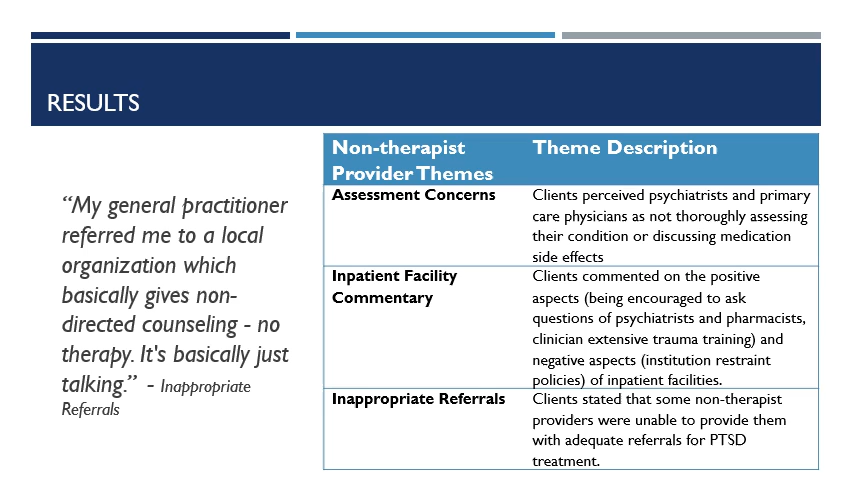 RESULTS
“My general practitioner
referred me to a local
organization which
basically gives non-
directed counseling - no
therapy. It's basically just
talking.” - Inappropriate
Referrals
Non-therapist
Provider Themes
Theme Description
Assessment Concerns
Clients perceived psychiatrists and primary
care physicians as not thoroughly assessing
their condition or discussing medication
side effects
Inpatient Facility
Commentary
Clients commented on the positive
aspects (being encouraged to ask
questions of psychiatrists and pharmacists,
clinician extensive trauma training) and
negative aspects (institution restraint
policies) of inpatient facilities.
Inappropriate Referrals
Clients stated that some non-therapist
providers were unable to provide them
with adequate referrals for PTSD
treatment.